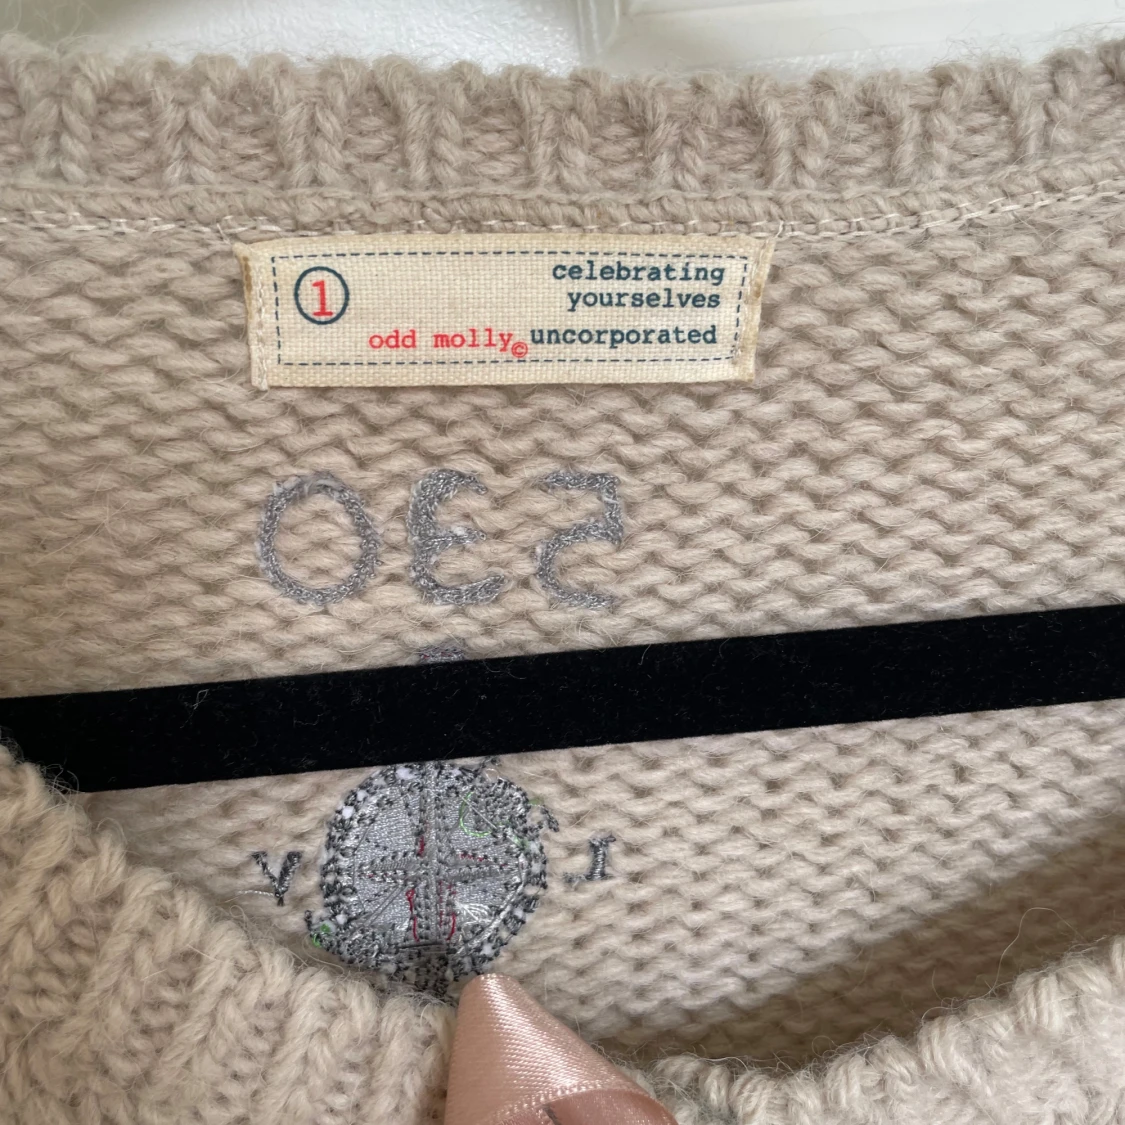 1
celebrating
yourselves
odd molly© uncorporated
530